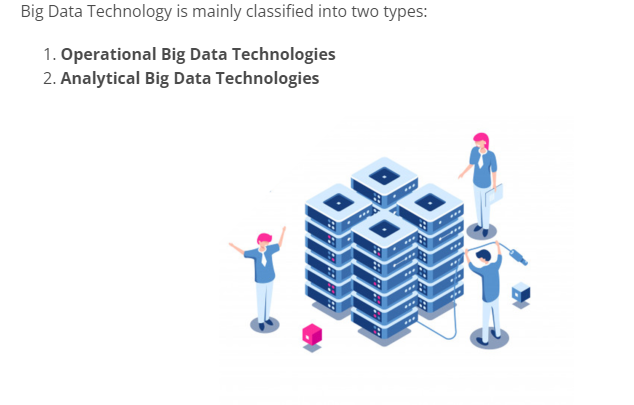 Big Data Technology is mainly classified into two types:
1. Operational Big Data Technologies
2. Analytical Big Data Technologies